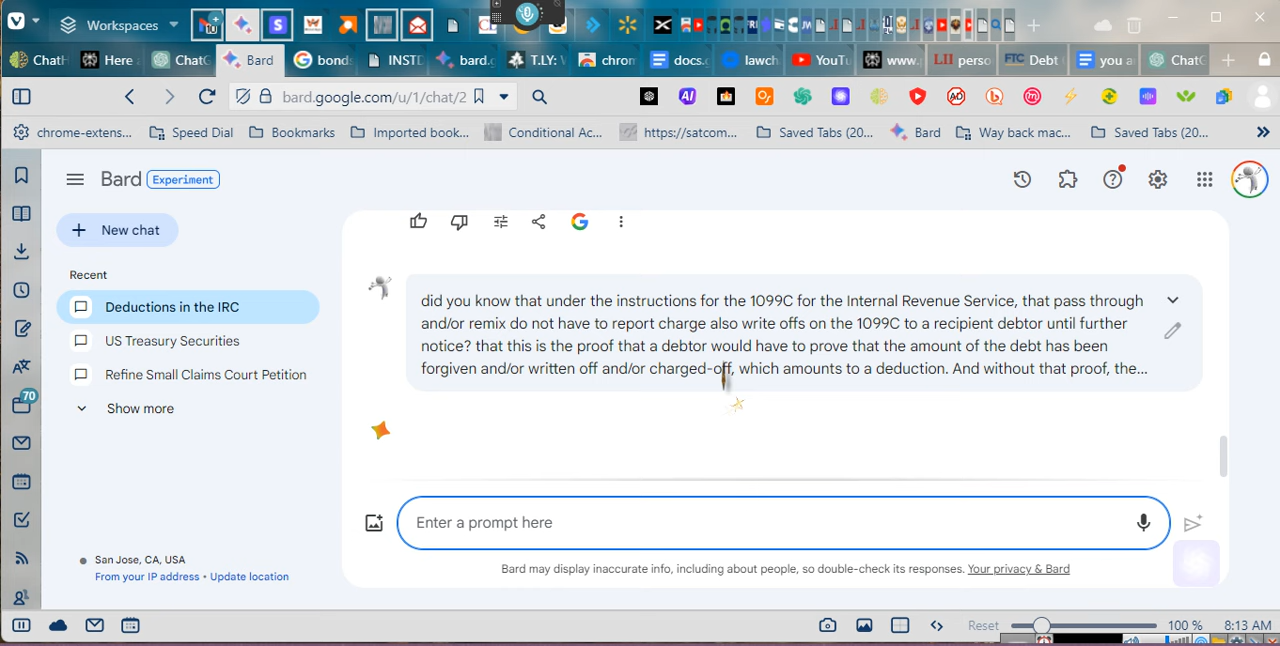 Workspaces
10
ChatH
Here
ChatG
Bard
bond
INSTD
bard.g
T.I.Y:
chrom
docs.
lawch
YouTu
www.
LII perso
FTC Debt
you a
ChatG
bard.google.com/u/1/chat/2
chrome-exten...
Speed Dial
Bookmarks
Imported book...
Conditional Ac...
https://satcom...
Saved Tabs (20...
Bard
Way back mac...
Saved Tabs (20...
Bard Experiment
New chat
Recent
Deductions in the IRC
US Treasury Securities
Refine Small Claims Court Petition
Show more
70
did you know that under the instructions for the 1099C for the Internal Revenue Service, that pass through
and/or remix do not have to report charge also write offs on the 1099C to a recipient debtor until further
notice? that this is the proof that a debtor would have to prove that the amount of the debt has been
forgiven and/or written off and/or charged-off, which amounts to a deduction. And without that proof, the...
Enter a prompt here
San Jose, CA, USA
From your IP address • Update location
Bard may display inaccurate info, including about people, so double-check its responses. Your privacy & Bard
Reset
100 %
8:13 AM